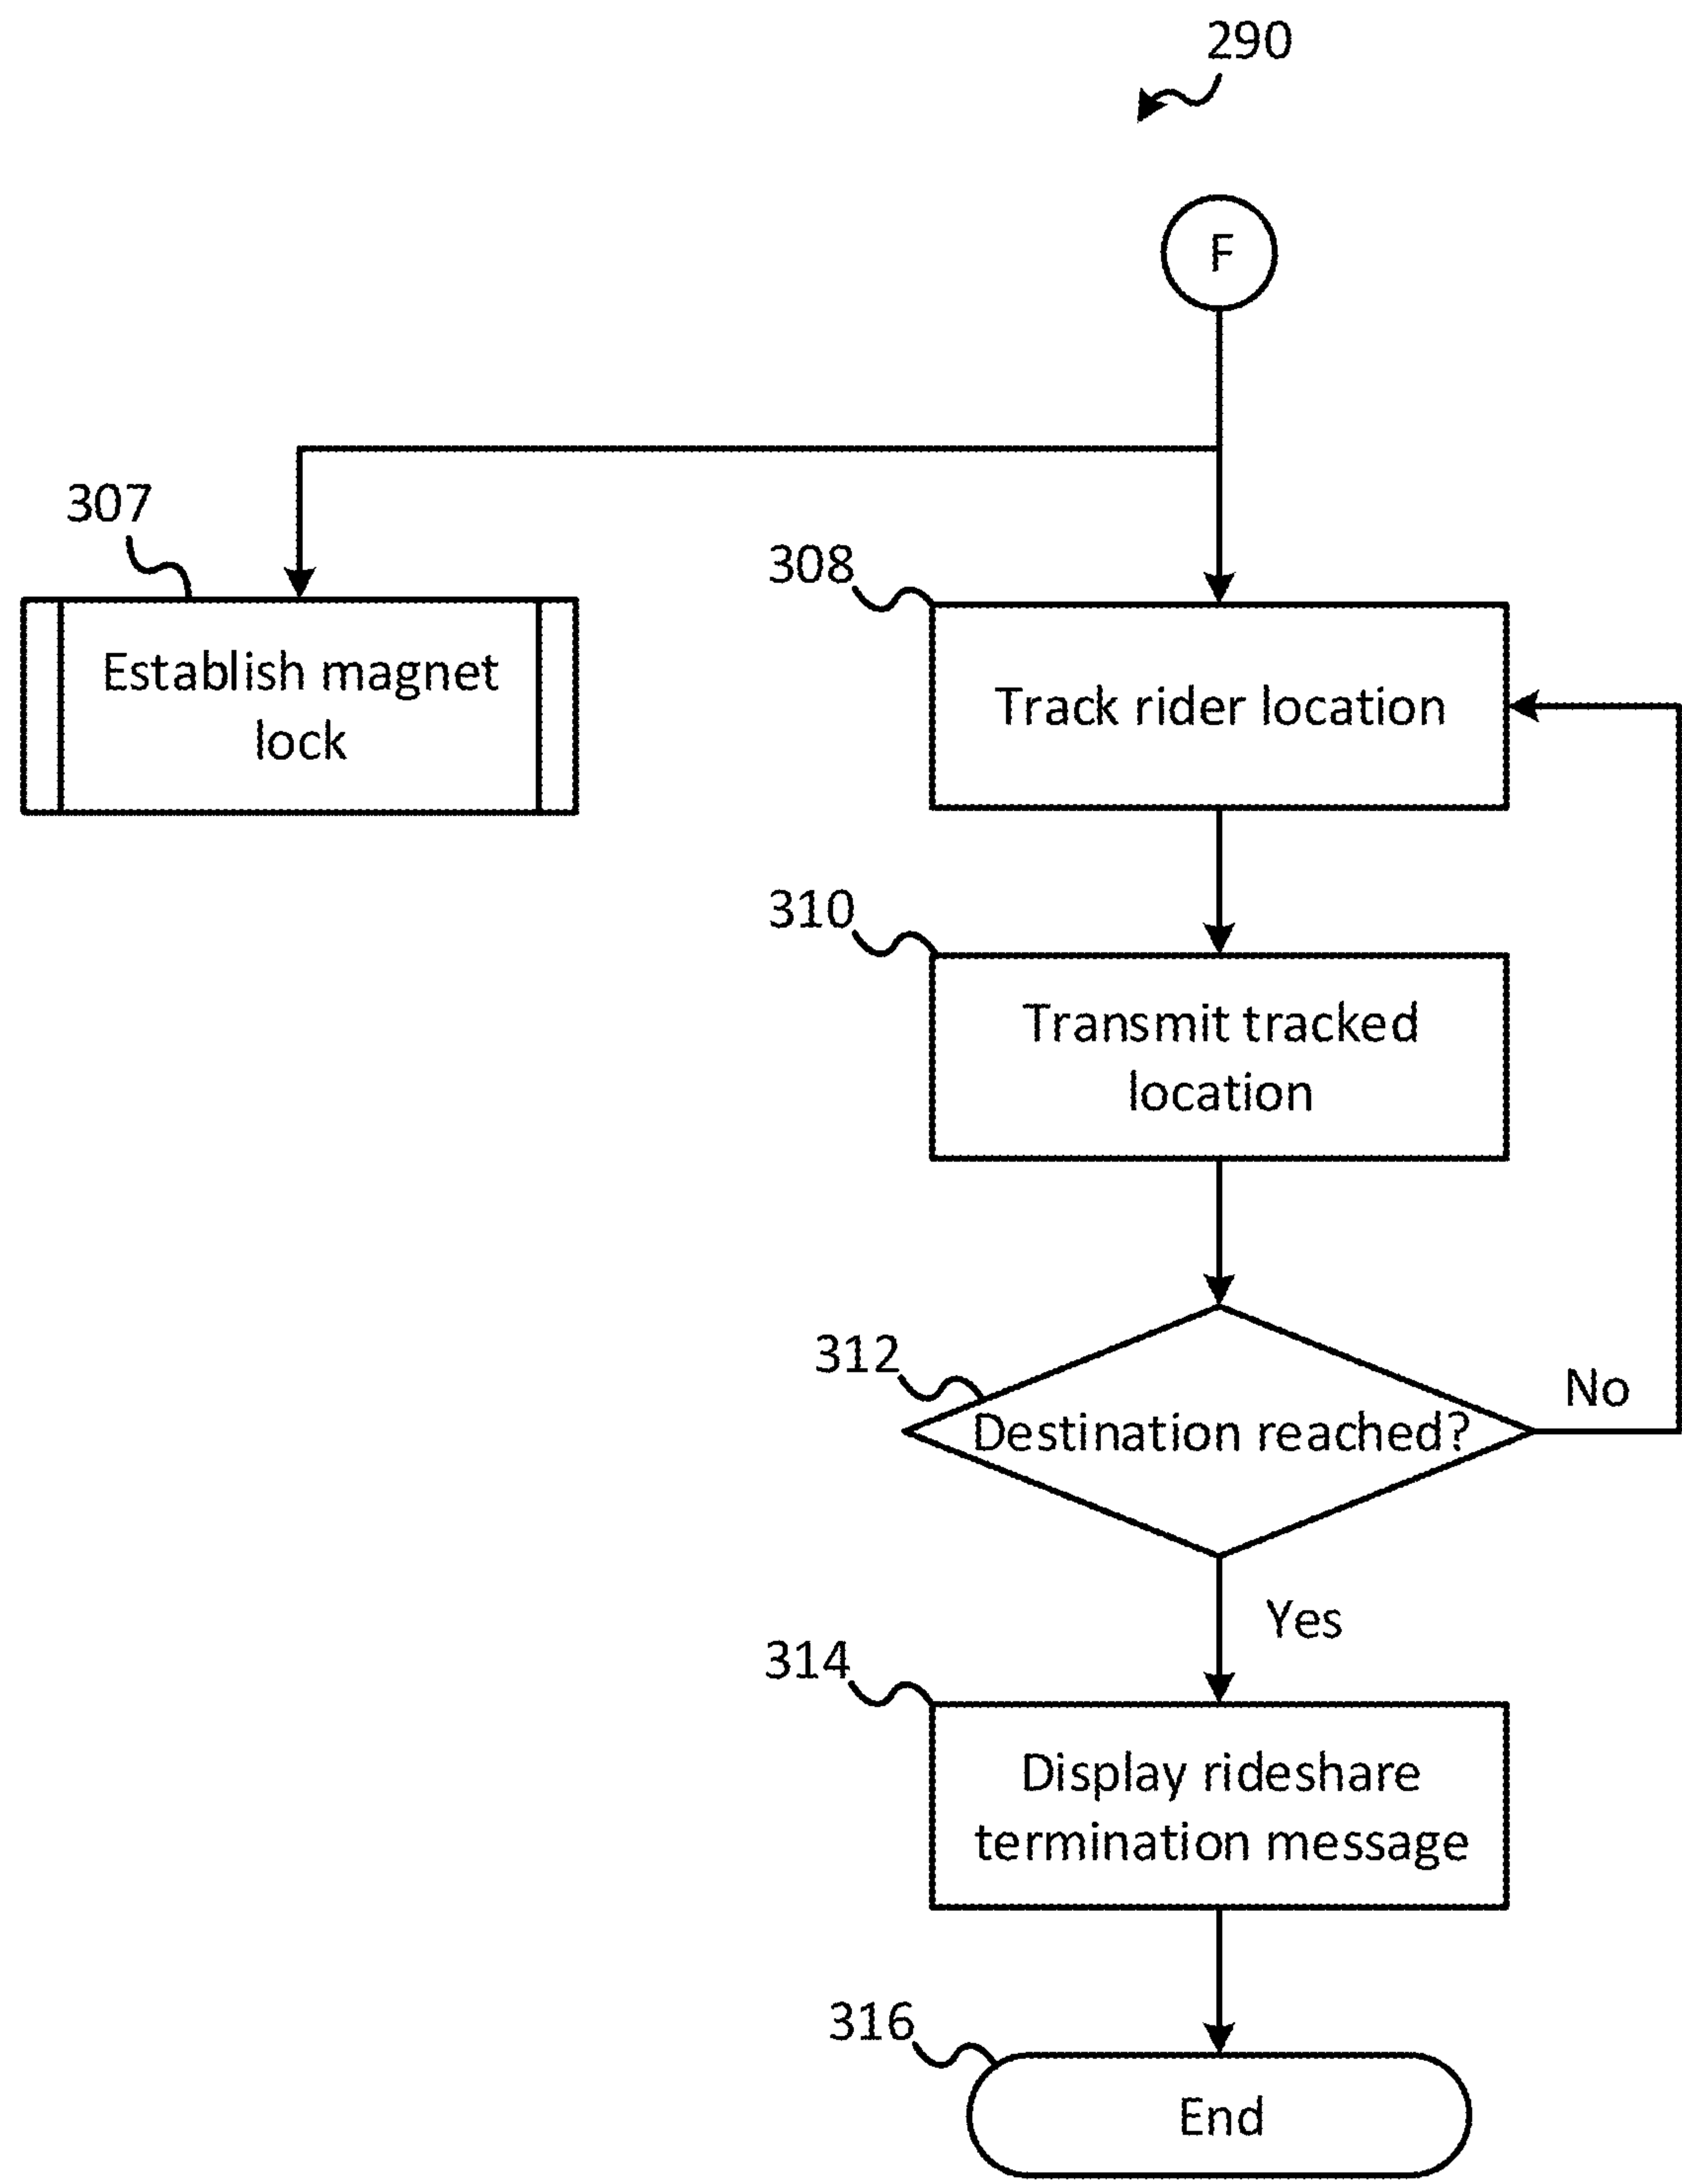 290
F
307
Establish magnet
lock
308
Track rider location
310
Transmit tracked
location
312
Destination reached?
No
Yes
314
Display rideshare
termination message
316
End